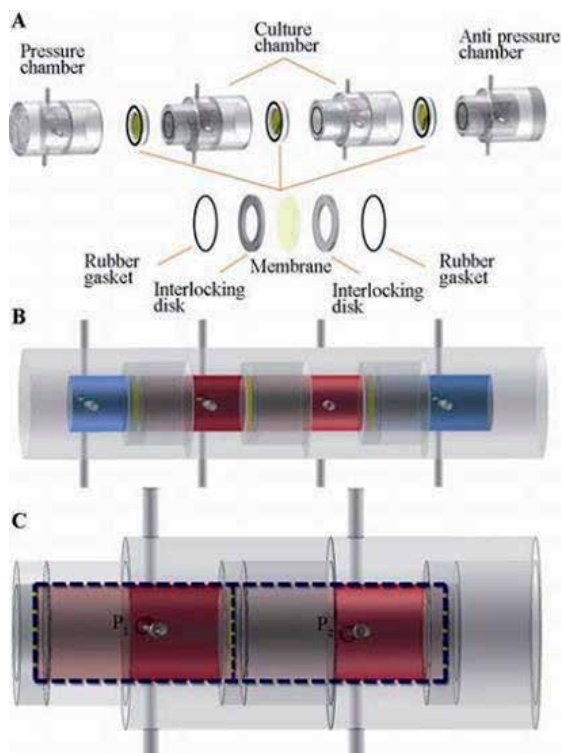 A
Pressure
chamber
Culture
chamber
Anti pressure
chamber
Rubber
gasket
Interlocking
disk
Membrane
Interlocking
disk
Rubber
gasket
B
C
P1
P2